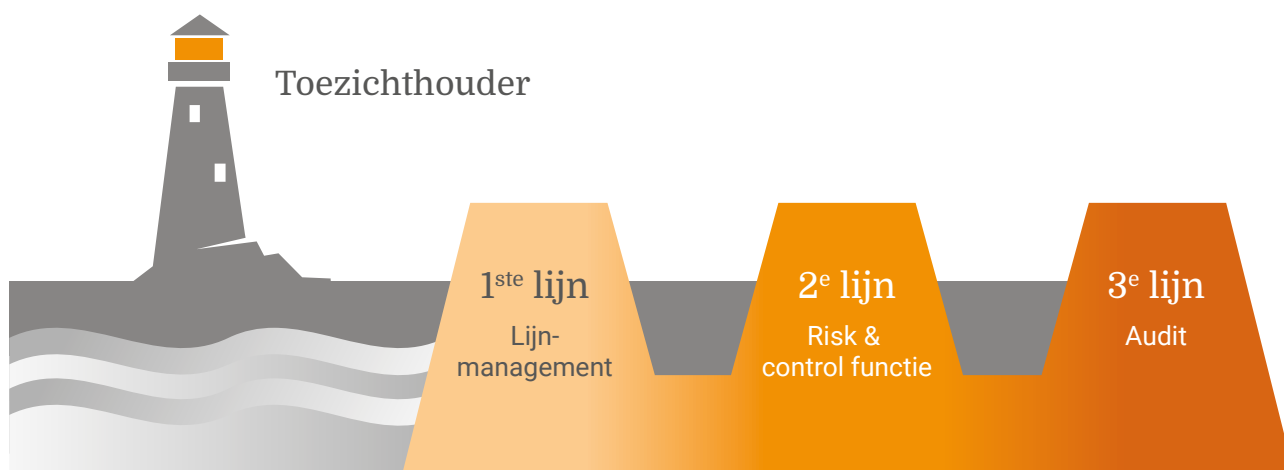 Toezichthouder
1ste lijn
Lijn-
management
2e lijn
Risk &
control functie
3e lijn
Audit